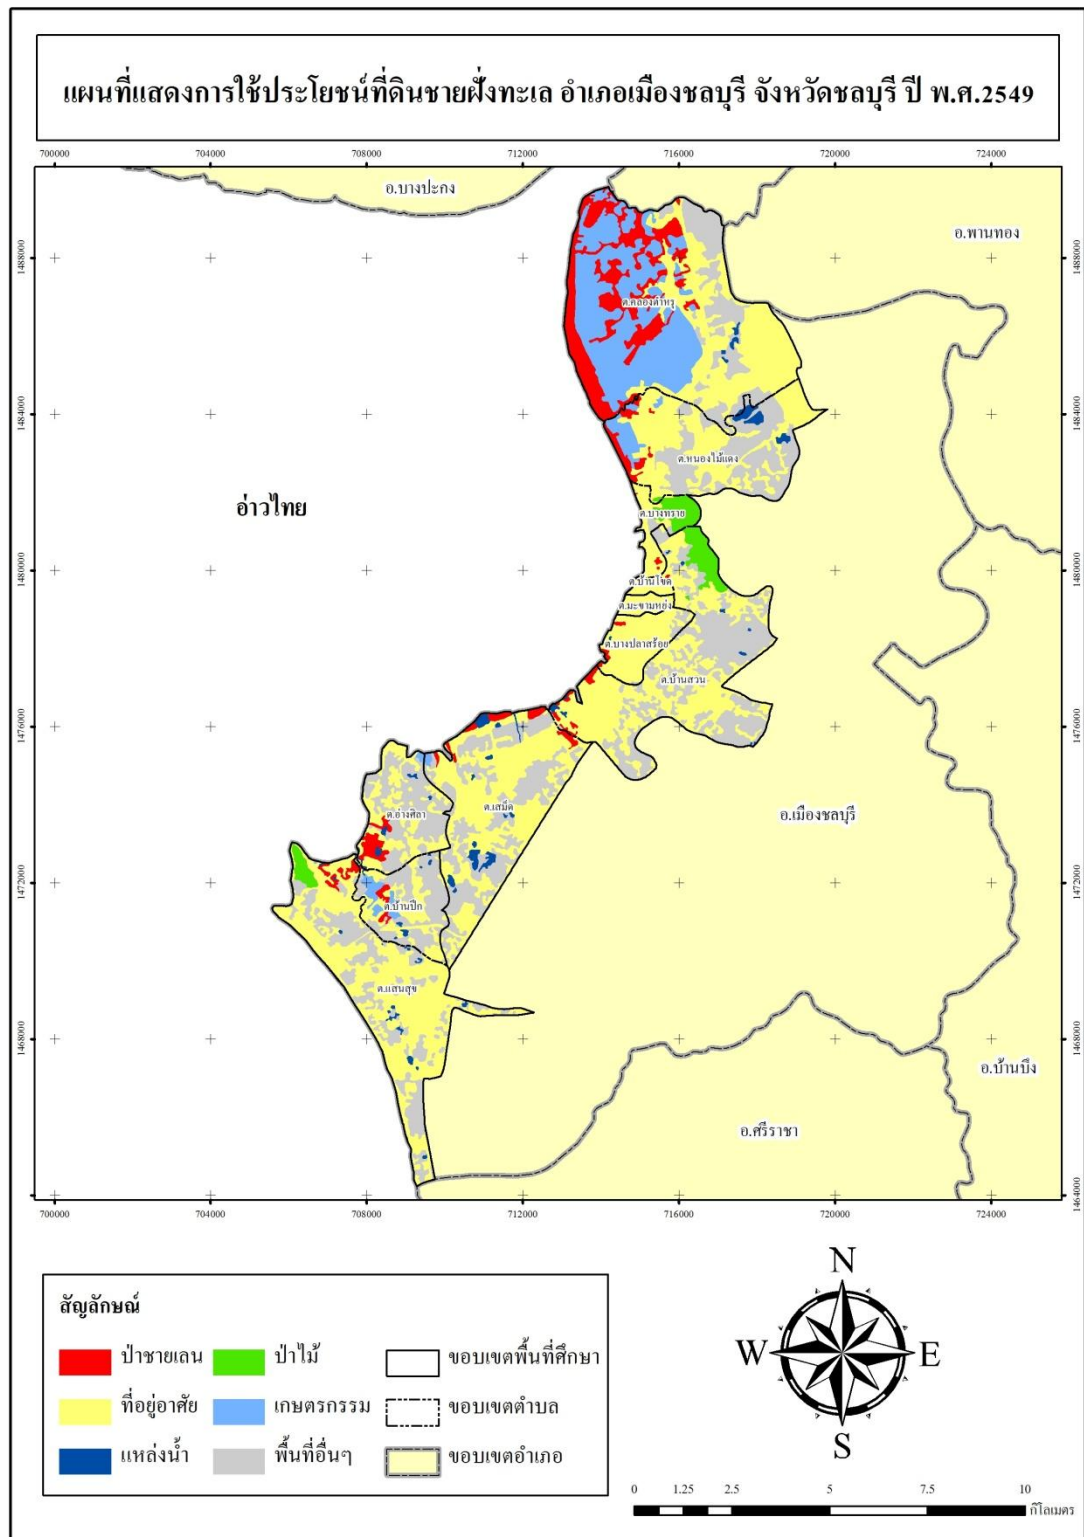 แผนที่แสดงการใช้ประโยชน์ที่ดินชายฝั่งทะเล อำเภอเมืองชลบุรี จังหวัดชลบุรี ปี พ.ศ.2549
700000 704000 708000 712000 716000 720000 724000
อ.บางปะกง
อ.พานทอง
1488000 1488000
ต.คลองตำหรุ
1484000 1484000
ต.หนองไม้แดง
อ่าวไทย
ต.บางทราย
1480000 1480000
ต.บ้านโขด
ต.มะขามหย่ง
ต.บางปลาสร้อย
ต.บ้านสวน
1476000 1476000
ต.เสม็ด
ต.อ่างศิลา
อ.เมืองชลบุรี
1472000 1472000
ต.บ้านปึก
ต.แสนสุข
1468000 1468000
อ.บ้านบึง
อ.ศรีราชา
1464000 1464000
700000 704000 708000 712000 716000 720000 724000
สัญลักษณ์
ป่าชายเลน ป่าไม้ ขอบเขตพื้นที่ศึกษา
ที่อยู่อาศัย เกษตรกรรม ขอบเขตตำบล
แหล่งน้ำ พื้นที่อื่นๆ ขอบเขตอำเภอ
N
W E
S
0 1.25 2.5 5 7.5 10
กิโลเมตร